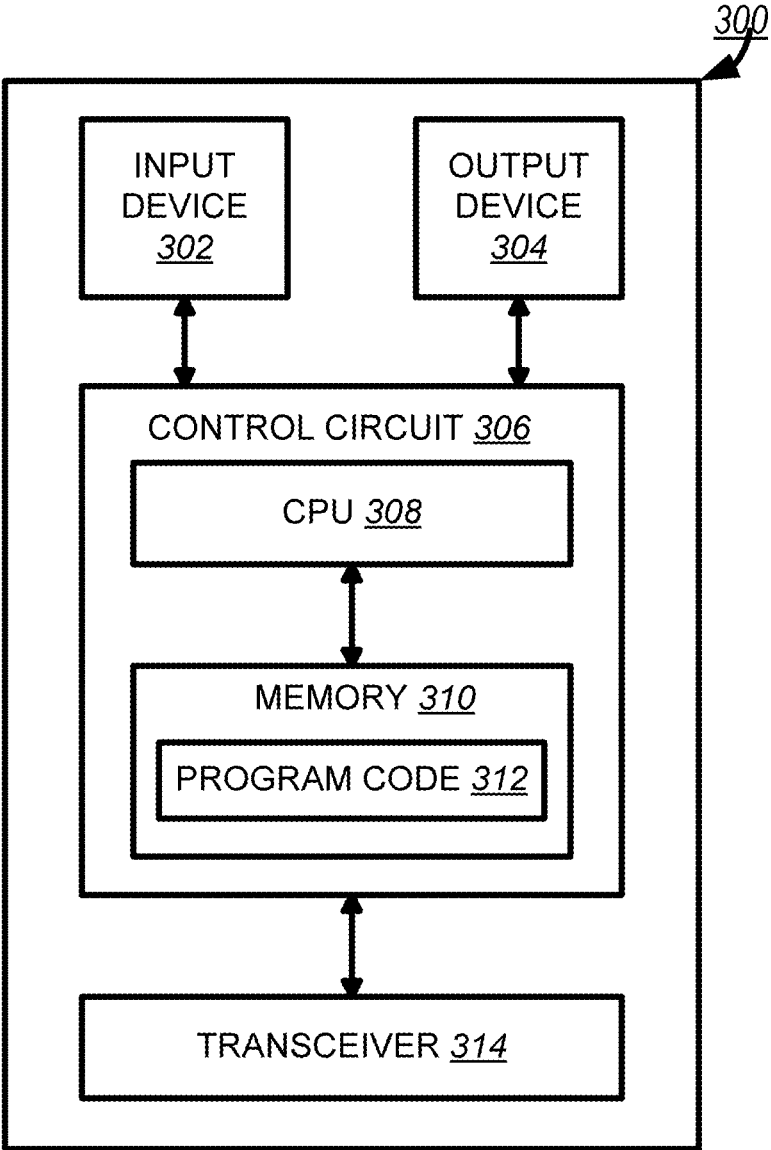 300
INPUT
DEVICE
302
OUTPUT
DEVICE
304
CONTROL CIRCUIT 306
CPU 308
MEMORY 310
PROGRAM CODE 312
TRANSCEIVER 314